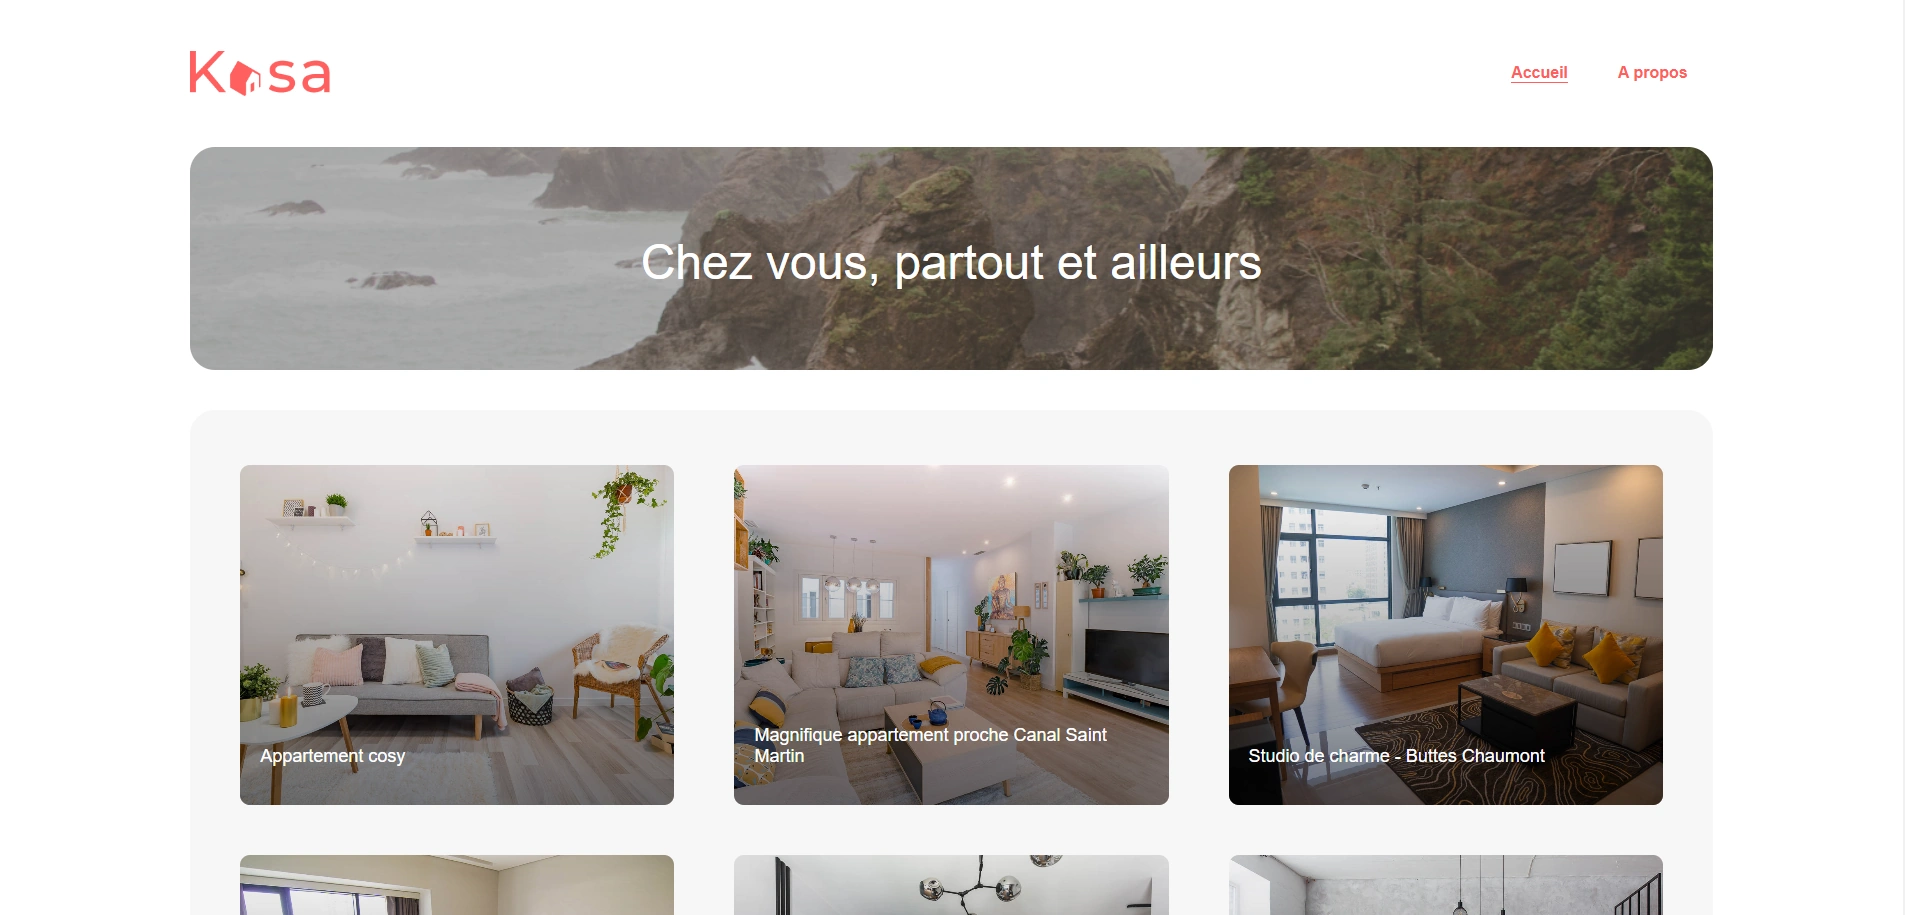 Kasa
Accueil
A propos
Chez vous, partout et ailleurs
Appartement cosy
Magnifique appartement proche Canal Saint
Martin
Studio de charme - Buttes Chaumont